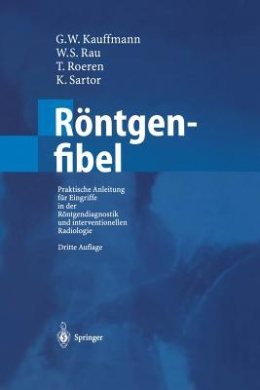 G.W. Kauffmann
W.S. Rau
T. Roeren
K. Sartor
Röntgen-
fibel
Praktische Anleitung
für Eingriffe
in der
Röntgendiagnostik
und interventionellen
Radiologie
Dritte Auflage
Springer